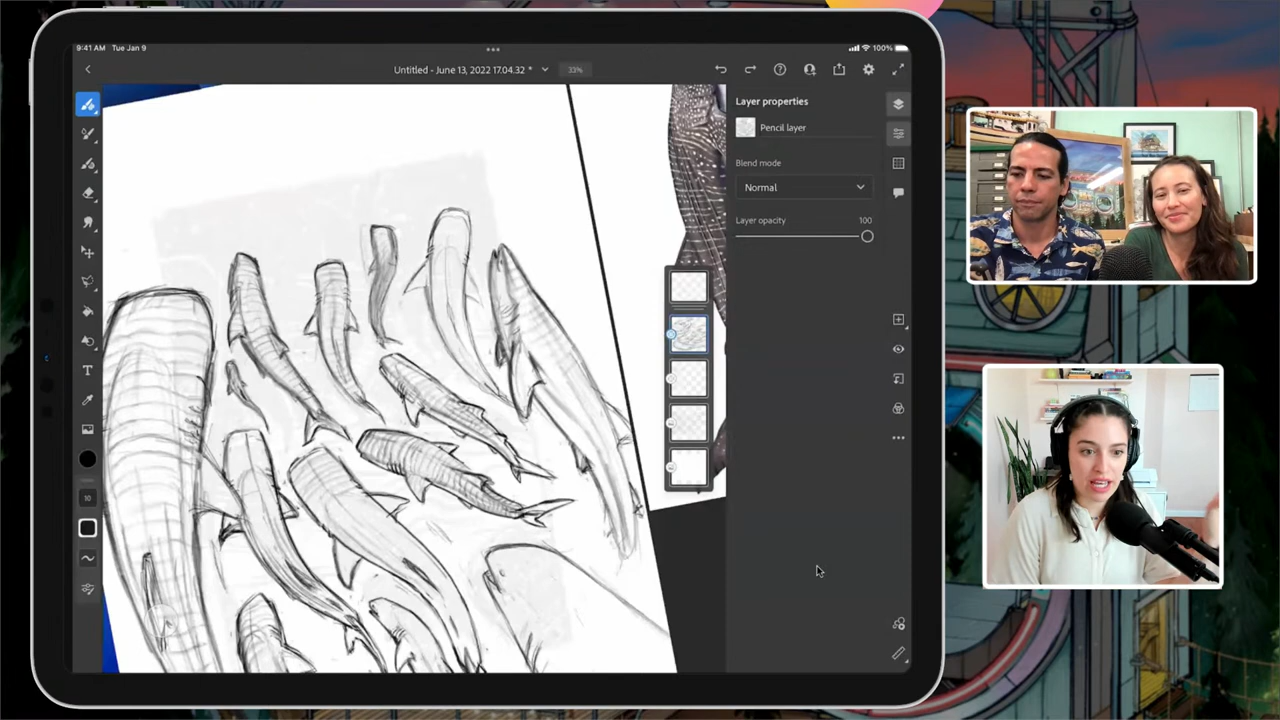 9:41 AM Tue Jan 9
100%
Untitled - June 13, 2022 17.04.32 *
33%
Layer properties
Pencil layer
Blend mode
Normal
Layer opacity
100
T
10